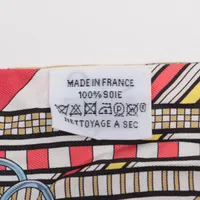 MADE IN FRANCE
100% SOIE
NETTOYAGE A SEC